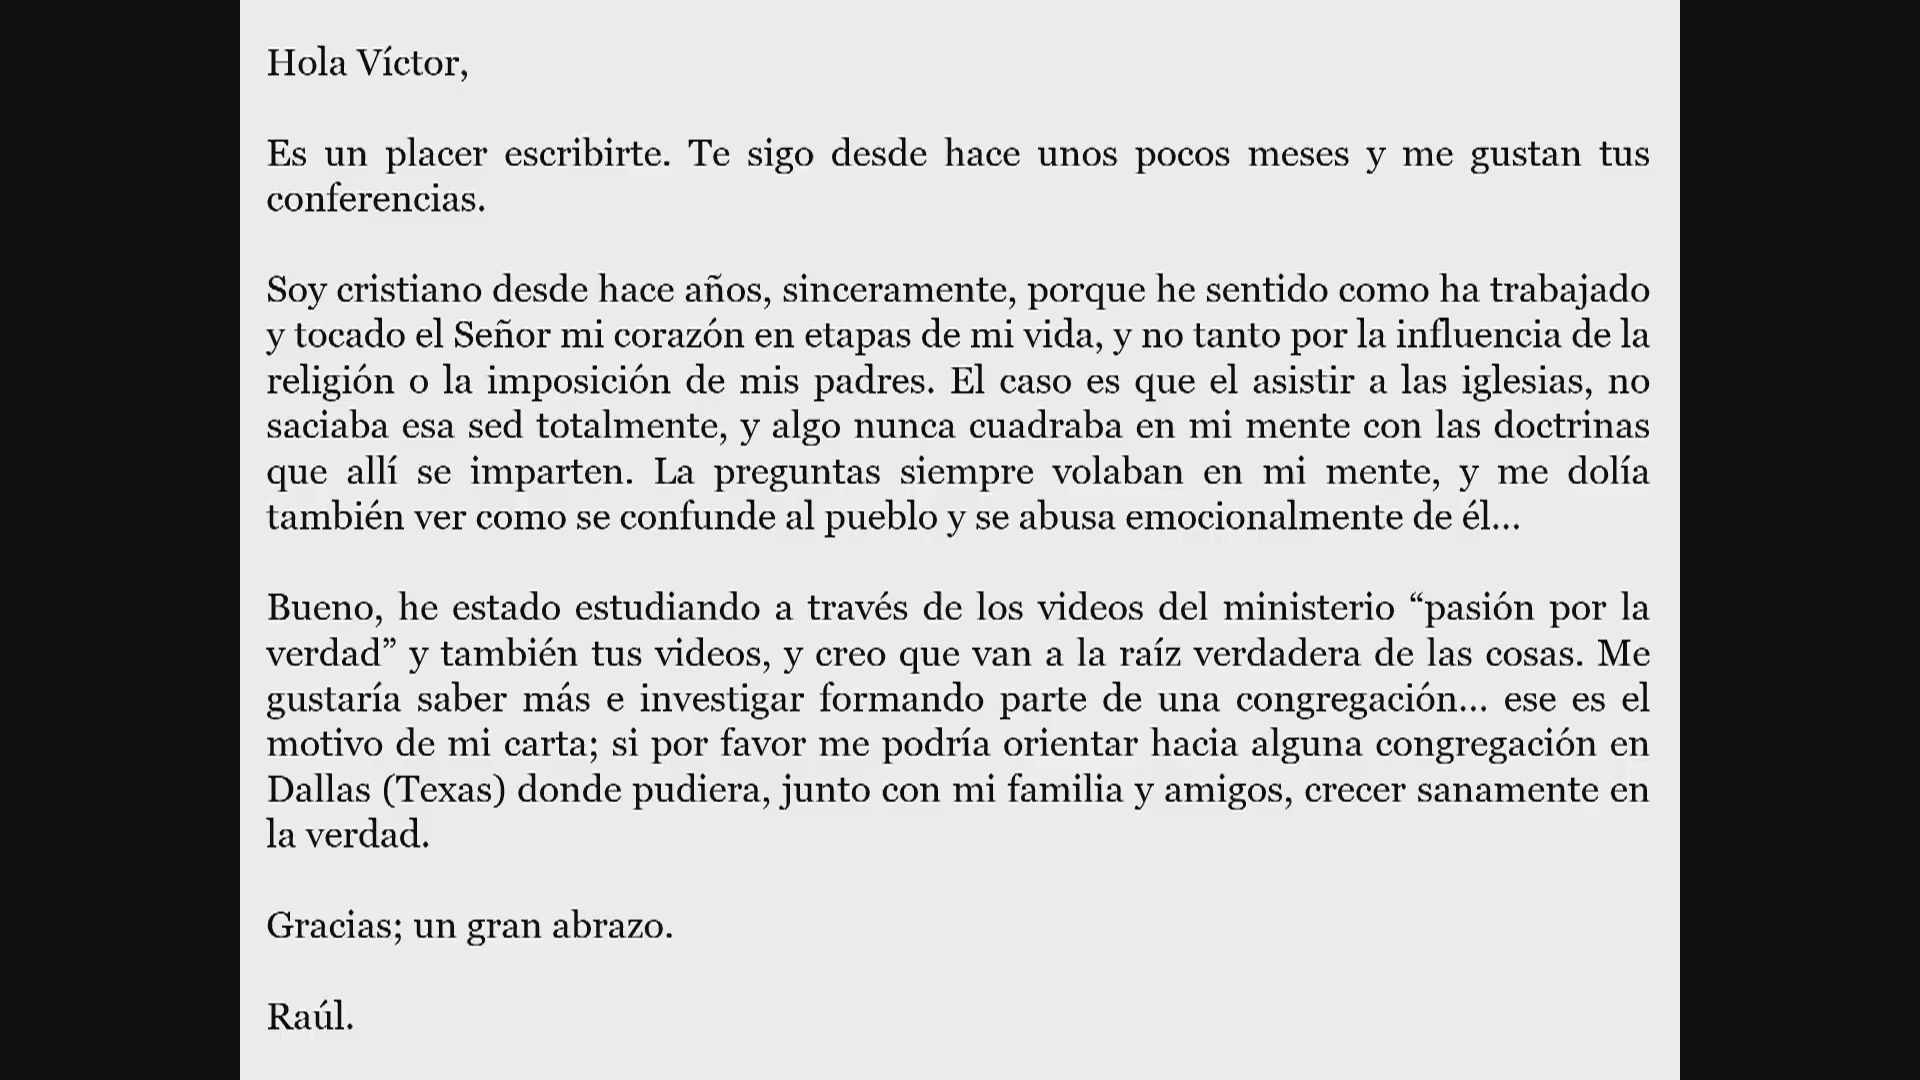 Hola Víctor,
Es un placer escribirte. Te sigo desde hace unos pocos meses y me gustan tus
conferencias.
Soy cristiano desde hace años, sinceramente, porque he sentido como ha trabajado
y tocado el Señor mi corazón en etapas de mi vida, y no tanto por la influencia de la
religión o la imposición de mis padres. El caso es que el asistir a las iglesias, no
saciaba esa sed totalmente, y algo nunca cuadraba en mi mente con las doctrinas
que allí se imparten. La preguntas siempre volaban en mi mente, y me dolía
también ver como se confunde al pueblo y se abusa emocionalmente de él...
Bueno, he estado estudiando a través de los videos del ministerio “pasión por la
verdad” y también tus videos, y creo que van a la raíz verdadera de las cosas. Me
gustaría saber más e investigar formando parte de una congregación... ese es el
motivo de mi carta; si por favor me podría orientar hacia alguna congregación en
Dallas (Texas) donde pudiera, junto con mi familia y amigos, crecer sanamente en
la verdad.
Gracias; un gran abrazo.
Raúl.